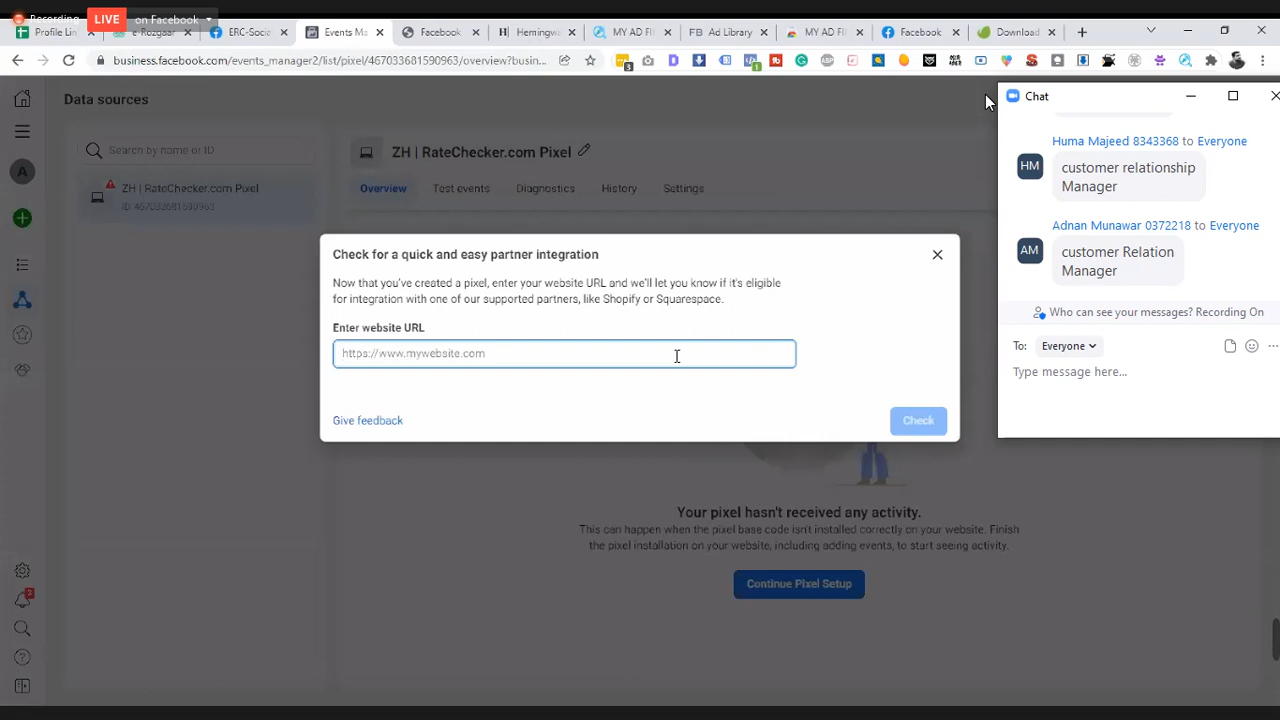 Recording
LIVE on Facebook
Profile Lin
e-Rozgaar
ERC-Socia
Events Ma
Facebook
Hemingwa
MY AD FI
FB Ad Library
MY AD FI
Facebook
Download
business.facebook.com/events_manager2/list/pixel/467033681590963/overview?busin...
Data sources
Search by name or ID
A
ZH | RateChecker.com Pixel
ID: 467033681590963
ZH | RateChecker.com Pixel
Overview Test events Diagnostics History Settings
Check for a quick and easy partner integration
Now that you've created a pixel, enter your website URL and we'll let you know if it's eligible
for integration with one of our supported partners, like Shopify or Squarespace.
Enter website URL
https://www.mywebsite.com
Give feedback
Check
Your pixel hasn't received any activity.
This can happen when the pixel base code isn't installed correctly on your website. Finish
the pixel installation on your website, including adding events, to start seeing activity.
Continue Pixel Setup
2
Chat
Huma Majeed 8343368 to Everyone
HM
customer relationship
Manager
Adnan Munawar 0372218 to Everyone
AM
customer Relation
Manager
Who can see your messages? Recording On
To: Everyone
Type message here...